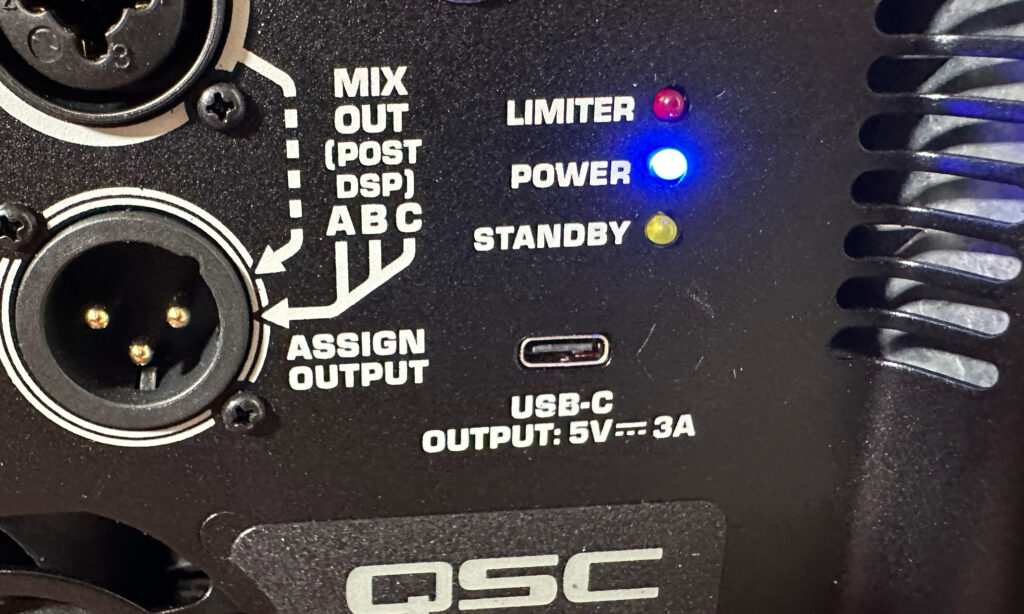 3
MIX
OUT
(POST
DSP)
A B C
ASSIGN
OUTPUT
LIMITER
POWER
STANDBY
USB-C
OUTPUT: 5V⎓3A
QSC